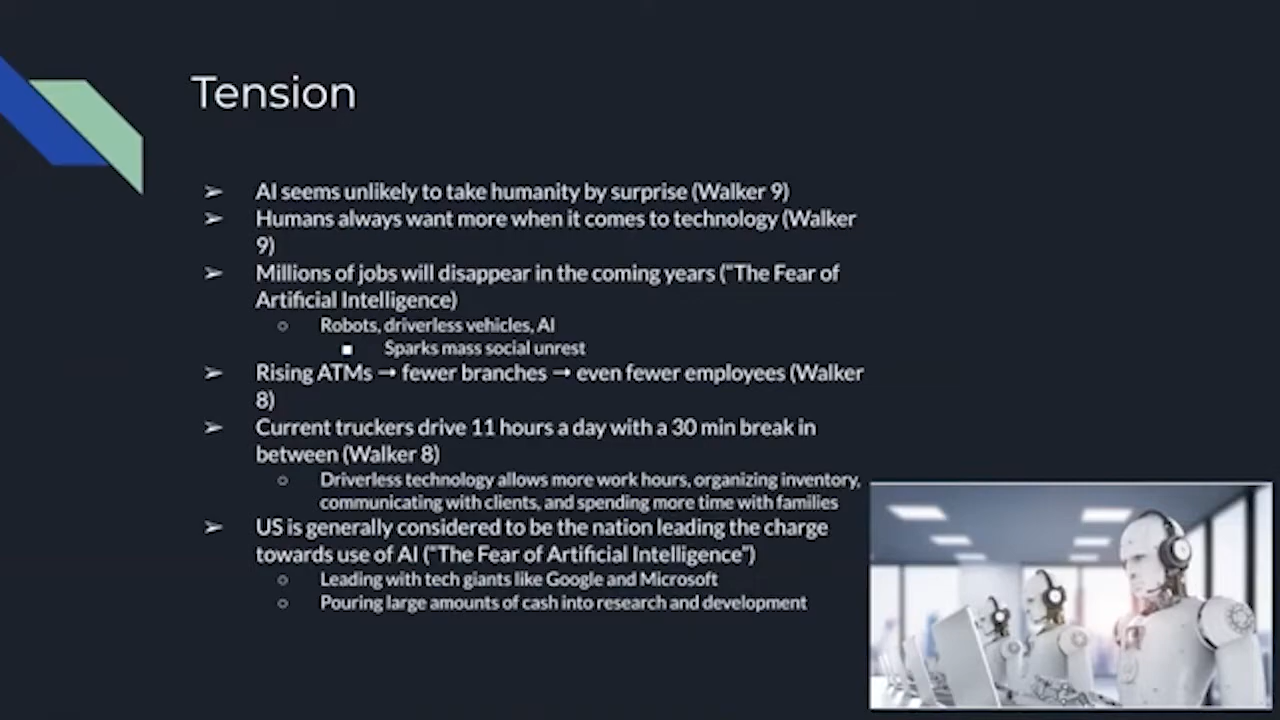 Tension
➢ AI seems unlikely to take humanity by surprise (Walker 9)
➢ Humans always want more when it comes to technology (Walker
9)
➢ Millions of jobs will disappear in the coming years (“The Fear of
Artificial Intelligence)
○ Robots, driverless vehicles, AI
■ Sparks mass social unrest
➢ Rising ATMs → fewer branches → even fewer employees (Walker
8)
➢ Current truckers drive 11 hours a day with a 30 min break in
between (Walker 8)
○ Driverless technology allows more work hours, organizing inventory,
communicating with clients, and spending more time with families
➢ US is generally considered to be the nation leading the charge
towards use of AI (“The Fear of Artificial Intelligence”)
○ Leading with tech giants like Google and Microsoft
○ Pouring large amounts of cash into research and development